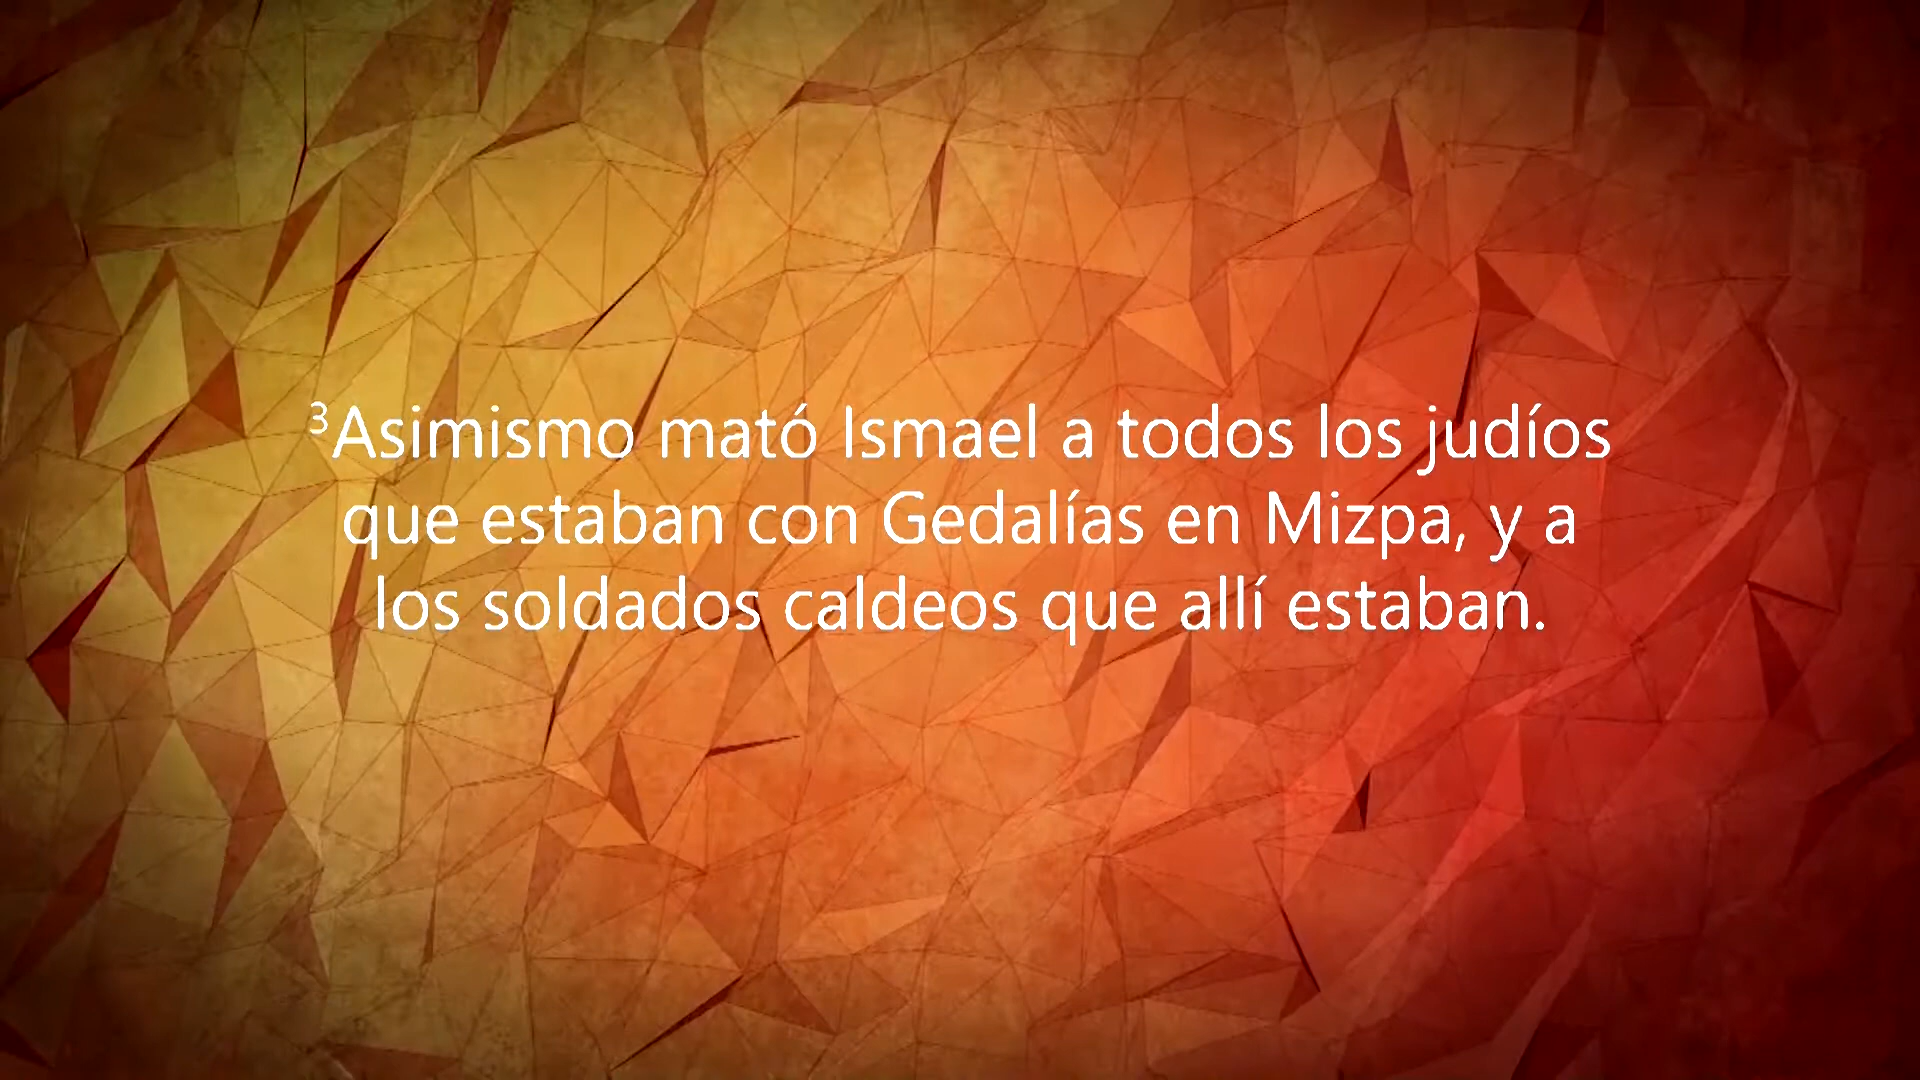 ³Asimismo mató Ismael a todos los judíos
que estaban con Gedalías en Mizpa, y a
los soldados caldeos que allí estaban.